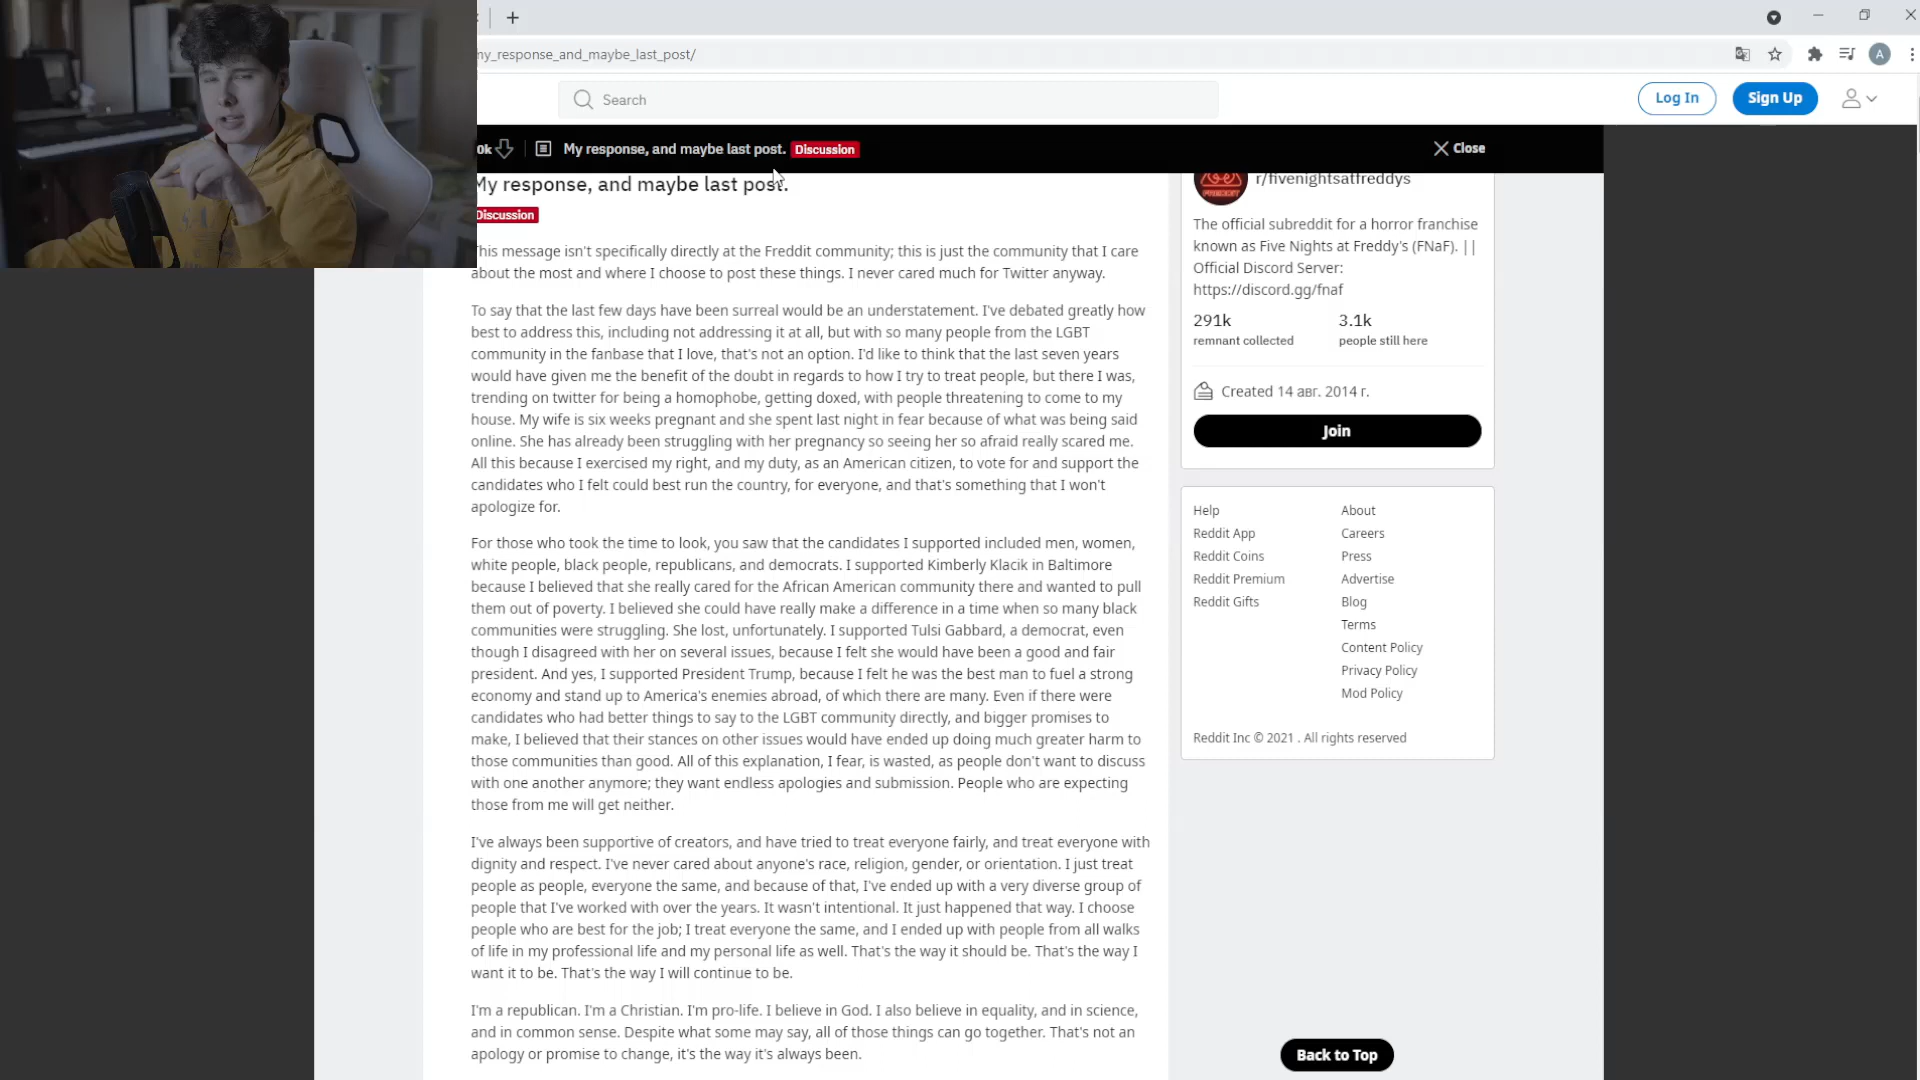 my_response_and_maybe_last_post/
A
Search
Log In
Sign Up
0k
My response, and maybe last post.
Discussion
Close
My response, and maybe last post.
Discussion
This message isn't specifically directly at the Freddit community; this is just the community that I care
about the most and where I choose to post these things. I never cared much for Twitter anyway.
To say that the last few days have been surreal would be an understatement. I've debated greatly how
best to address this, including not addressing it at all, but with so many people from the LGBT
community in the fanbase that I love, that's not an option. I'd like to think that the last seven years
would have given me the benefit of the doubt in regards to how I try to treat people, but there I was,
trending on twitter for being a homophobe, getting doxed, with people threatening to come to my
house. My wife is six weeks pregnant and she spent last night in fear because of what was being said
online. She has already been struggling with her pregnancy so seeing her so afraid really scared me.
All this because I exercised my right, and my duty, as an American citizen, to vote for and support the
candidates who I felt could best run the country, for everyone, and that's something that I won't
apologize for.
For those who took the time to look, you saw that the candidates I supported included men, women,
white people, black people, republicans, and democrats. I supported Kimberly Klacik in Baltimore
because I believed that she really cared for the African American community there and wanted to pull
them out of poverty. I believed she could have really make a difference in a time when so many black
communities were struggling. She lost, unfortunately. I supported Tulsi Gabbard, a democrat, even
though I disagreed with her on several issues, because I felt she would have been a good and fair
president. And yes, I supported President Trump, because I felt he was the best man to fuel a strong
economy and stand up to America's enemies abroad, of which there are many. Even if there were
candidates who had better things to say to the LGBT community directly, and bigger promises to
make, I believed that their stances on other issues would have ended up doing much greater harm to
those communities than good. All of this explanation, I fear, is wasted, as people don't want to discuss
with one another anymore; they want endless apologies and submission. People who are expecting
those from me will get neither.
I've always been supportive of creators, and have tried to treat everyone fairly, and treat everyone with
dignity and respect. I've never cared about anyone's race, religion, gender, or orientation. I just treat
people as people, everyone the same, and because of that, I've ended up with a very diverse group of
people that I've worked with over the years. It wasn't intentional. It just happened that way. I choose
people who are best for the job; I treat everyone the same, and I ended up with people from all walks
of life in my professional life and my personal life as well. That's the way it should be. That's the way I
want it to be. That's the way I will continue to be.
I'm a republican. I'm a Christian. I'm pro-life. I believe in God. I also believe in equality, and in science,
and in common sense. Despite what some may say, all of those things can go together. That's not an
apology or promise to change, it's the way it's always been.
r/fivenightsatfreddys
FREDDIT
The official subreddit for a horror franchise
known as Five Nights at Freddy's (FNaF). ||
Official Discord Server:
https://discord.gg/fnaf
291k
3.1k
remnant collected
people still here
Created 14 авг. 2014 г.
Join
Help
About
Reddit App
Careers
Reddit Coins
Press
Reddit Premium
Advertise
Reddit Gifts
Blog
Terms
Content Policy
Privacy Policy
Mod Policy
Reddit Inc © 2021 . All rights reserved
Back to Top